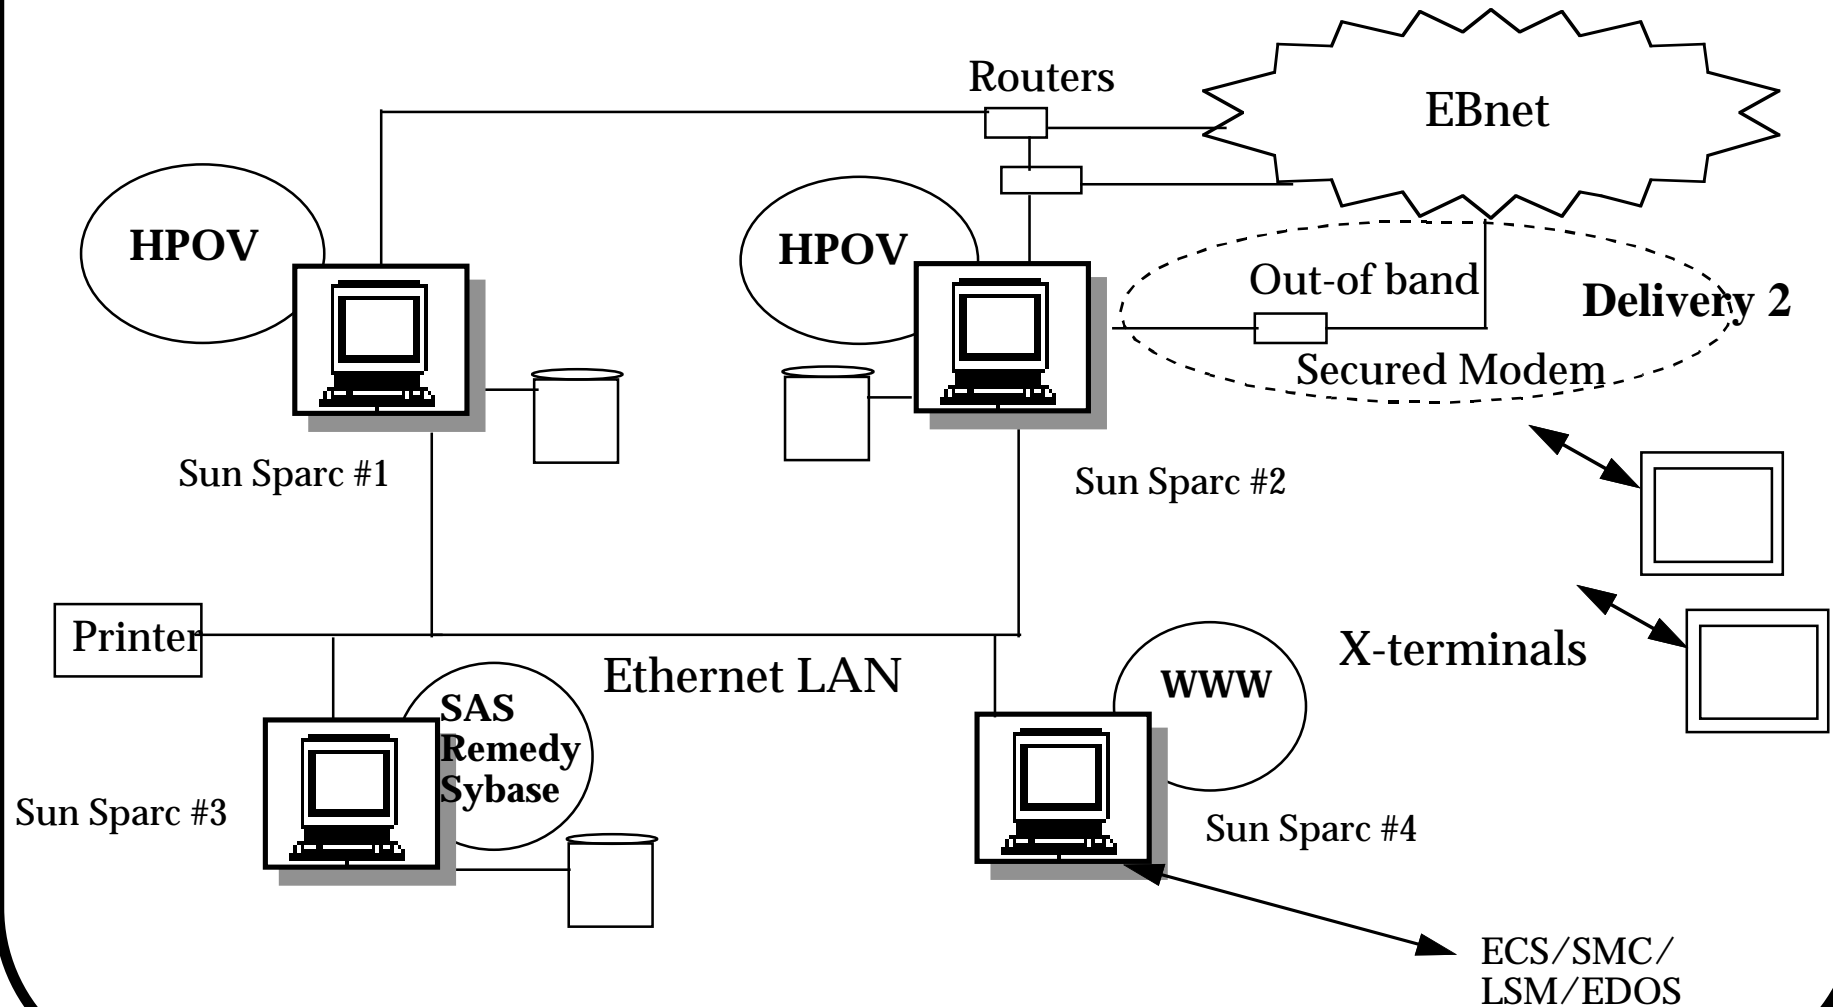 Routers
EBnet
HPOV
HPOV
Out-of band
Delivery 2
Secured Modem
Sun Sparc #1
Sun Sparc #2
Printer
Ethernet LAN
X-terminals
SAS
Remedy
Sybase
WWW
Sun Sparc #3
Sun Sparc #4
ECS/SMC/
LSM/EDOS